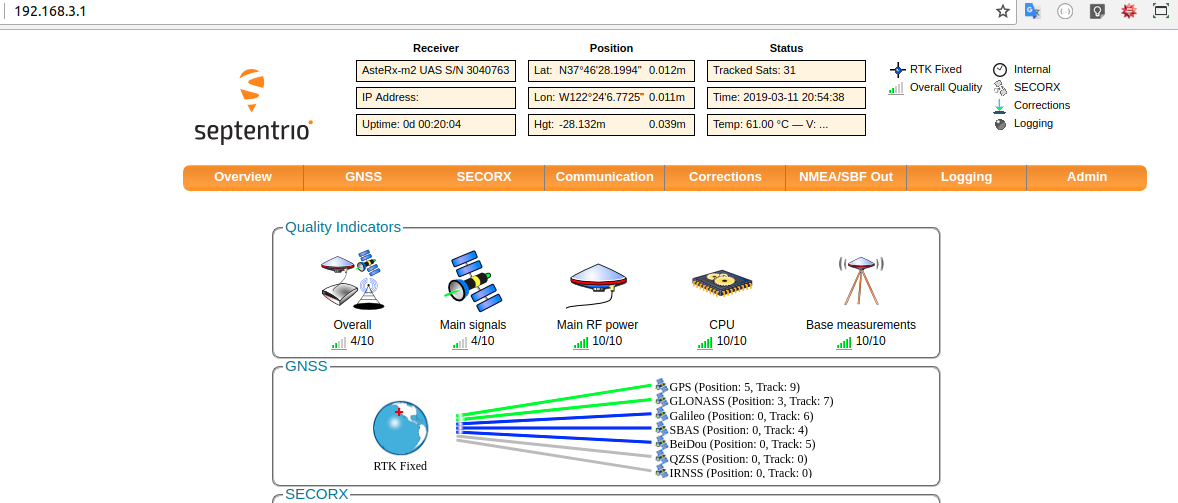 192.168.3.1
Receiver Position Status
AsteRx-m2 UAS S/N 3040763 Lat: N37°46'28.1994" 0.012m Tracked Sats: 31 RTK Fixed Internal
IP Address: Lon: W122°24'6.7725" 0.011m Time: 2019-03-11 20:54:38 Overall Quality SECORX
Corrections
Uptime: 0d 00:20:04 Hgt: -28.132m 0.039m Temp: 61.00 °C — V: ... Logging
septentrio
Overview GNSS SECORX Communication Corrections NMEA/SBF Out Logging Admin
Quality Indicators
Overall Main signals Main RF power CPU Base measurements
4/10 4/10 10/10 10/10 10/10
GNSS
GPS (Position: 5, Track: 9)
GLONASS (Position: 3, Track: 7)
Galileo (Position: 0, Track: 6)
SBAS (Position: 0, Track: 4)
BeiDou (Position: 0, Track: 5)
QZSS (Position: 0, Track: 0)
IRNSS (Position: 0, Track: 0)
RTK Fixed
SECORX